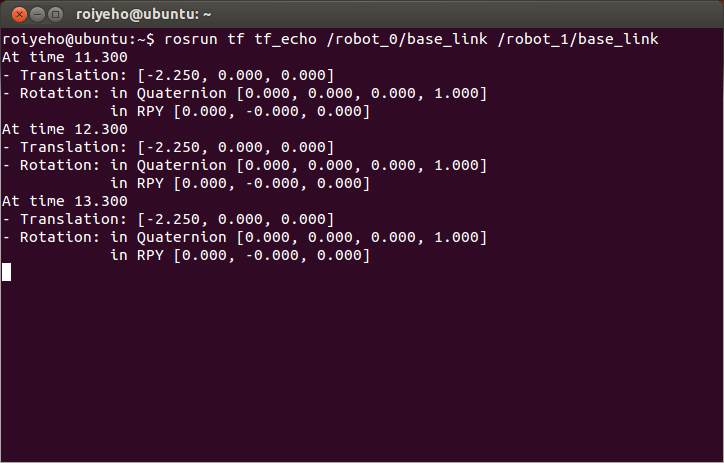 roiyeho@ubuntu: ~
roiyeho@ubuntu:~$ rosrun tf tf_echo /robot_0/base_link /robot_1/base_link
At time 11.300
- Translation: [-2.250, 0.000, 0.000]
- Rotation: in Quaternion [0.000, 0.000, 0.000, 1.000]
            in RPY [0.000, -0.000, 0.000]
At time 12.300
- Translation: [-2.250, 0.000, 0.000]
- Rotation: in Quaternion [0.000, 0.000, 0.000, 1.000]
            in RPY [0.000, -0.000, 0.000]
At time 13.300
- Translation: [-2.250, 0.000, 0.000]
- Rotation: in Quaternion [0.000, 0.000, 0.000, 1.000]
            in RPY [0.000, -0.000, 0.000]